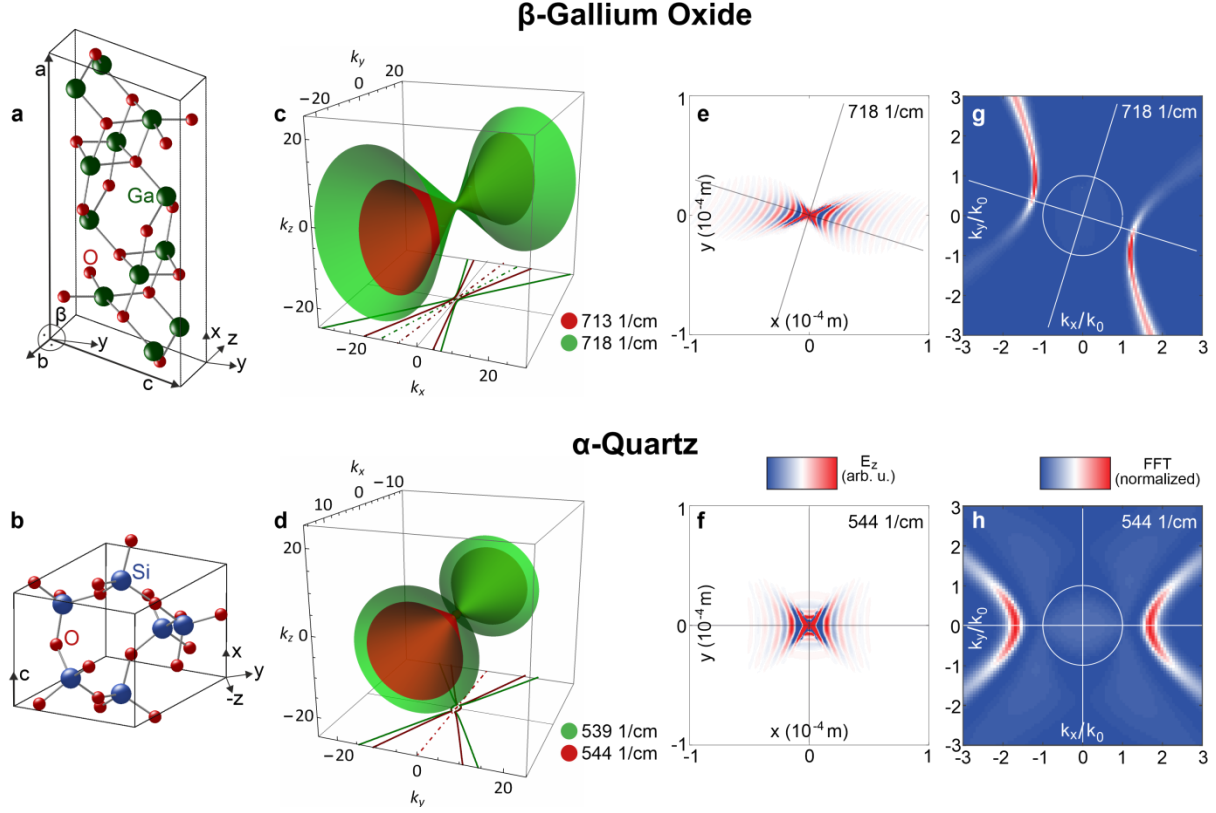 β-Gallium Oxide
a
a
Ga
O
β
b
y
c
x
z
y
c
k_y
-20
0
20
20
10
0
k_z
-10
-20
-20
0
20
k_x
713 1/cm
718 1/cm
e
718 1/cm
1
0
-1
y (10⁻⁴ m)
x (10⁻⁴ m)
-1
0
1
g
718 1/cm
3
2
1
0
-1
-2
-3
k_y/k_0
k_x/k_0
-2
-1
0
1
2
3
α-Quartz
b
Si
O
c
x
y
-z
d
k_x
10
0
-10
20
k_z
0
-20
-20
0
20
k_y
539 1/cm
544 1/cm
E_z
(arb. u.)
f
544 1/cm
1
0
-1
y (10⁻⁴ m)
x (10⁻⁴ m)
-1
0
1
FFT
(normalized)
h
544 1/cm
3
2
1
0
-1
-2
-3
k_y/k_0
k_x/k_0
-2
-1
0
1
2
3